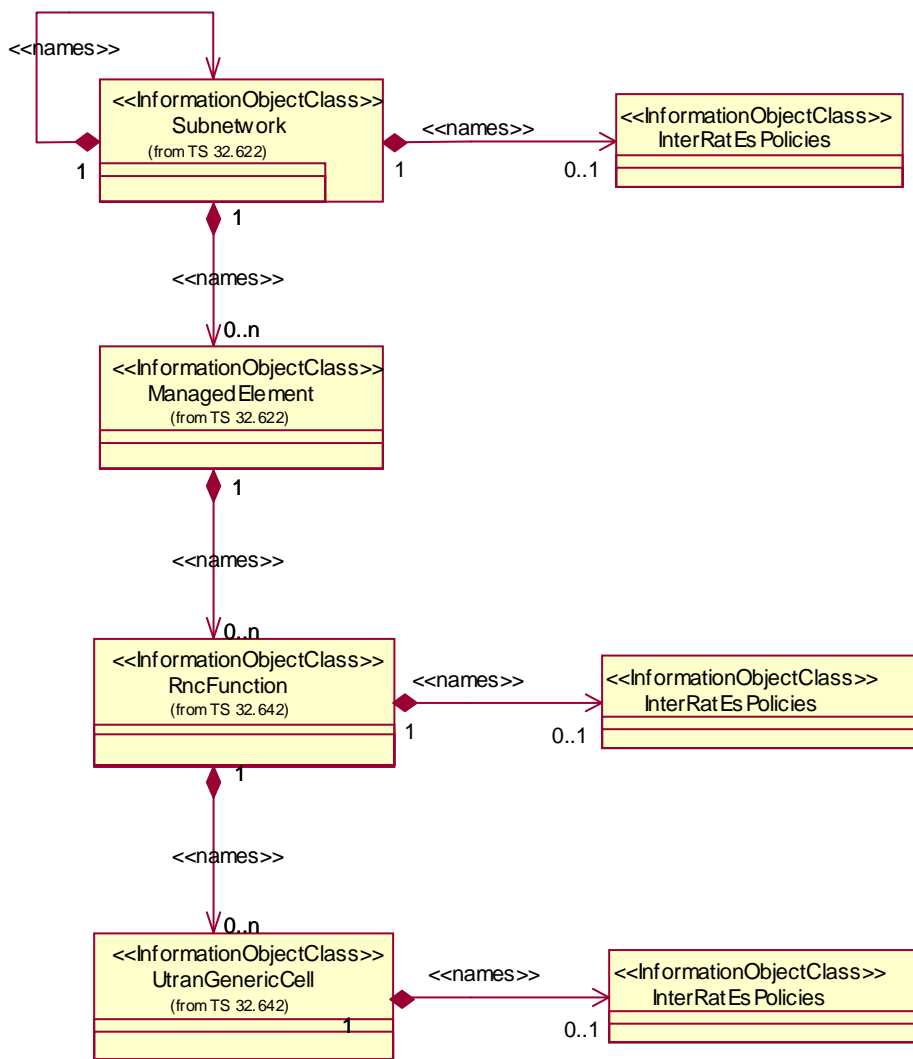 <<names>>
<<InformationObjectClass>>
Subnetwork
(from TS 32.622)
1
1
<<names>>
0..1
<<InformationObjectClass>>
InterRatEsPolicies
1
<<names>>
0..n
<<InformationObjectClass>>
ManagedElement
(from TS 32.622)
1
<<names>>
0..n
<<InformationObjectClass>>
RncFunction
(from TS 32.642)
<<names>>
1
0..1
<<InformationObjectClass>>
InterRatEsPolicies
1
<<names>>
0..n
<<InformationObjectClass>>
UtranGenericCell
(from TS 32.642)
1
<<names>>
0..1
<<InformationObjectClass>>
InterRatEsPolicies